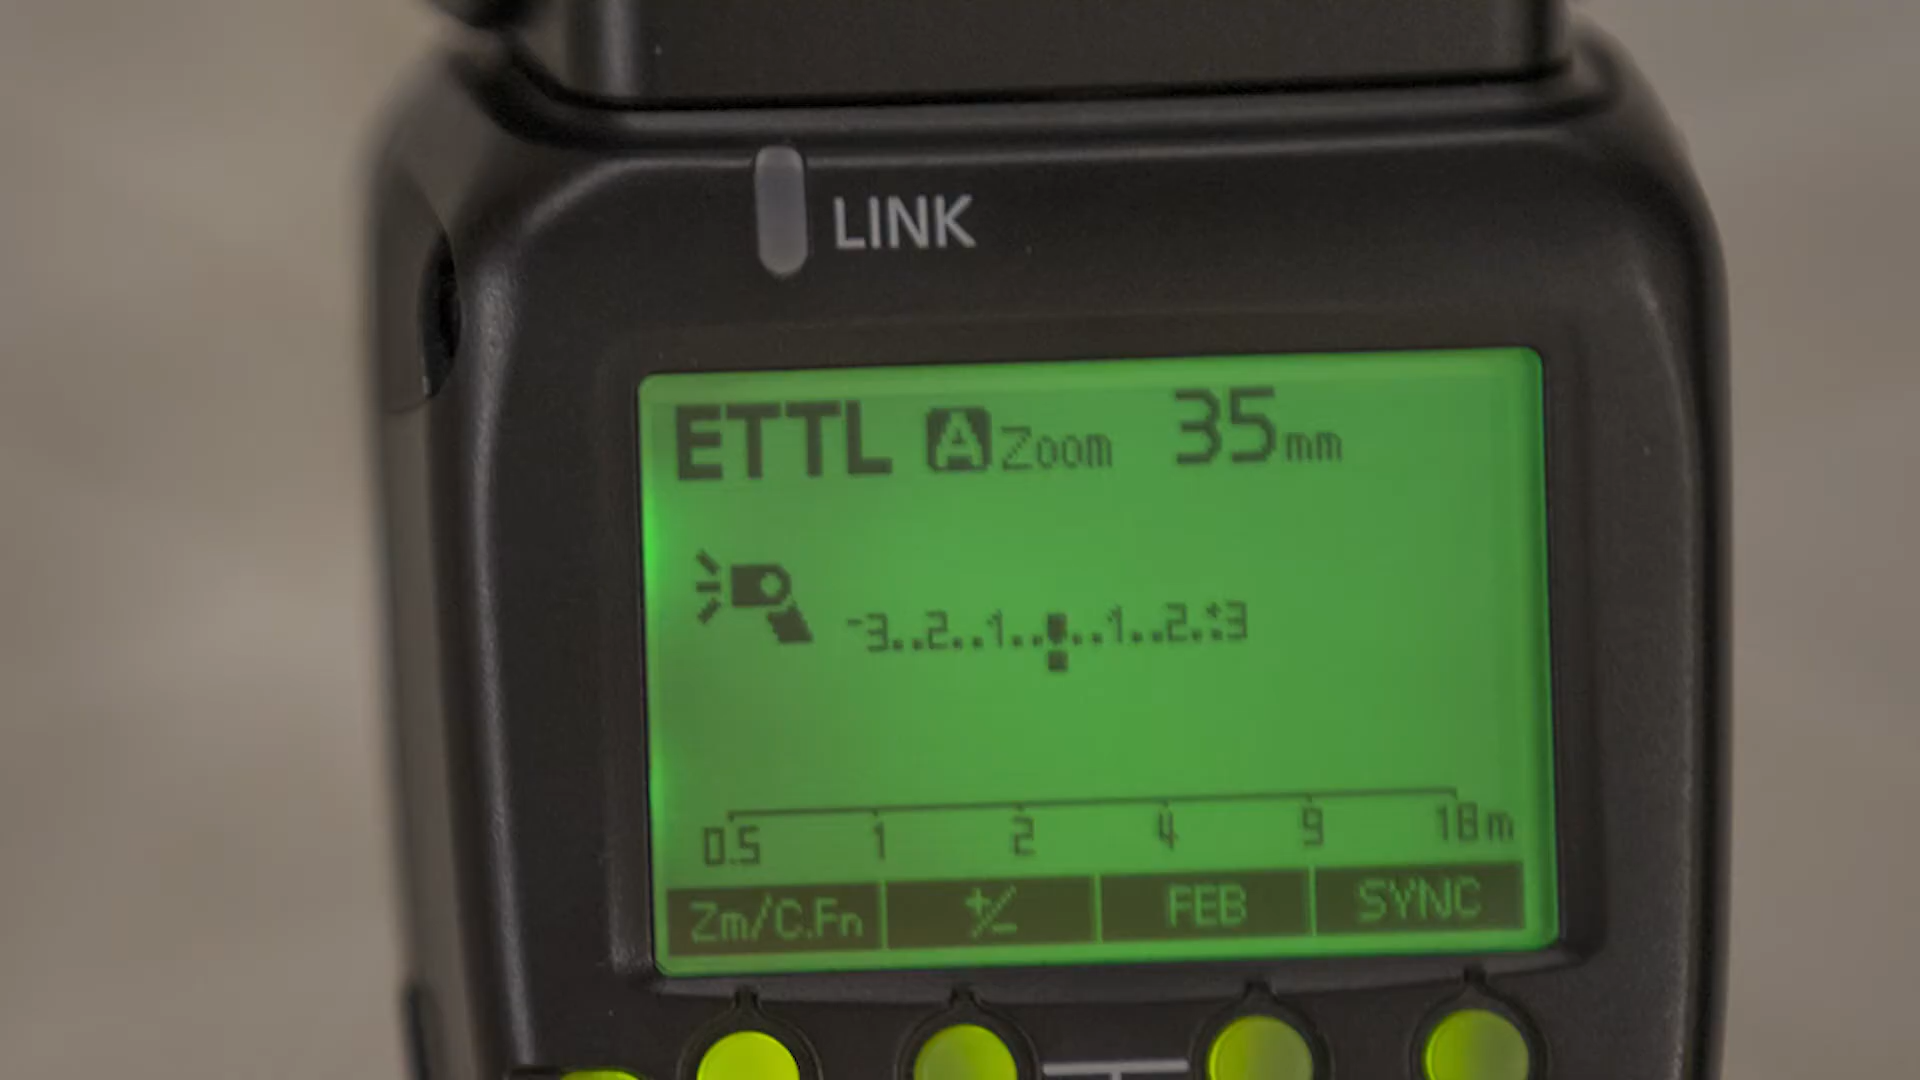 LINK
ETTL A Zoom 35mm
-3..2..1..0..1..2..+3
0.5 1 2 4 9 18m
Zm/C.Fn +/- FEB SYNC